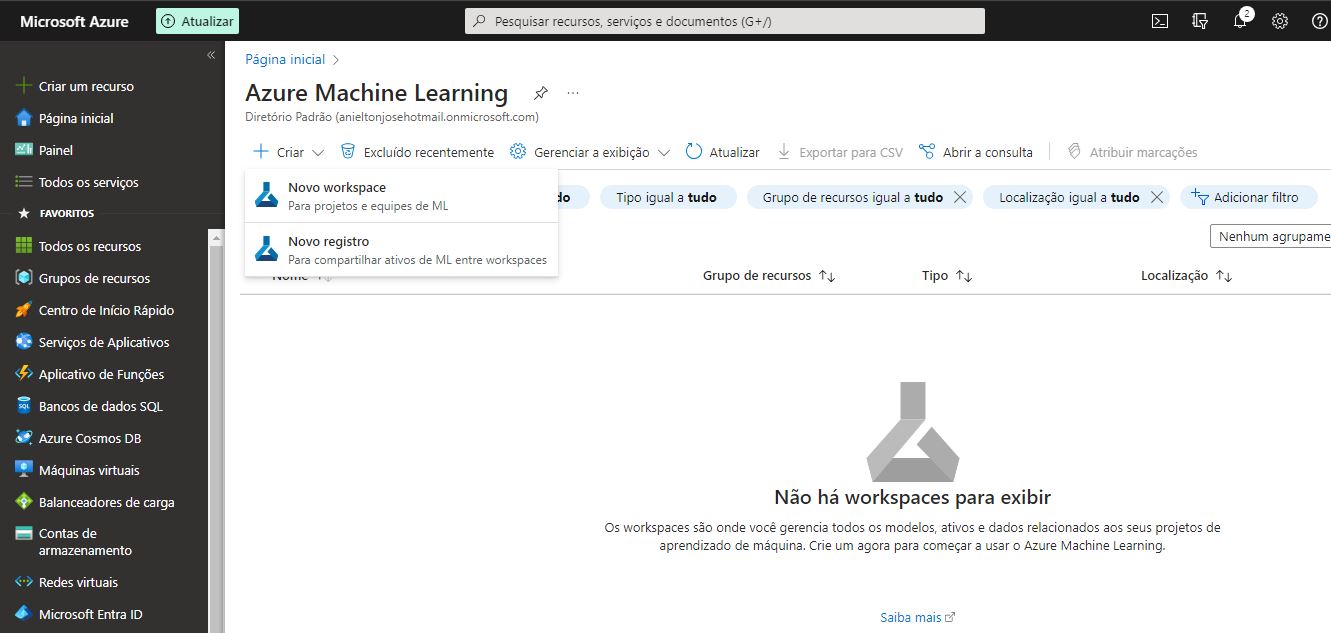 Microsoft Azure
Atualizar
Pesquisar recursos, serviços e documentos (G+/)
2
Criar um recurso
Página inicial
Painel
Todos os serviços
FAVORITOS
Todos os recursos
Grupos de recursos
Centro de Início Rápido
Serviços de Aplicativos
Aplicativo de Funções
Bancos de dados SQL
Azure Cosmos DB
Máquinas virtuais
Balanceadores de carga
Contas de
armazenamento
Redes virtuais
Microsoft Entra ID
Página inicial
Azure Machine Learning
Diretório Padrão (anieltonjosehotmail.onmicrosoft.com)
Criar
Excluído recentemente
Gerenciar a exibição
Atualizar
Exportar para CSV
Abrir a consulta
Atribuir marcações
Novo workspace
Para projetos e equipes de ML
Novo registro
Para compartilhar ativos de ML entre workspaces
do
Tipo igual a tudo
Grupo de recursos igual a tudo
Localização igual a tudo
Adicionar filtro
Nenhum agrupame
Nome
Grupo de recursos
Tipo
Localização
Não há workspaces para exibir
Os workspaces são onde você gerencia todos os modelos, ativos e dados relacionados aos seus projetos de
aprendizado de máquina. Crie um agora para começar a usar o Azure Machine Learning.
Saiba mais